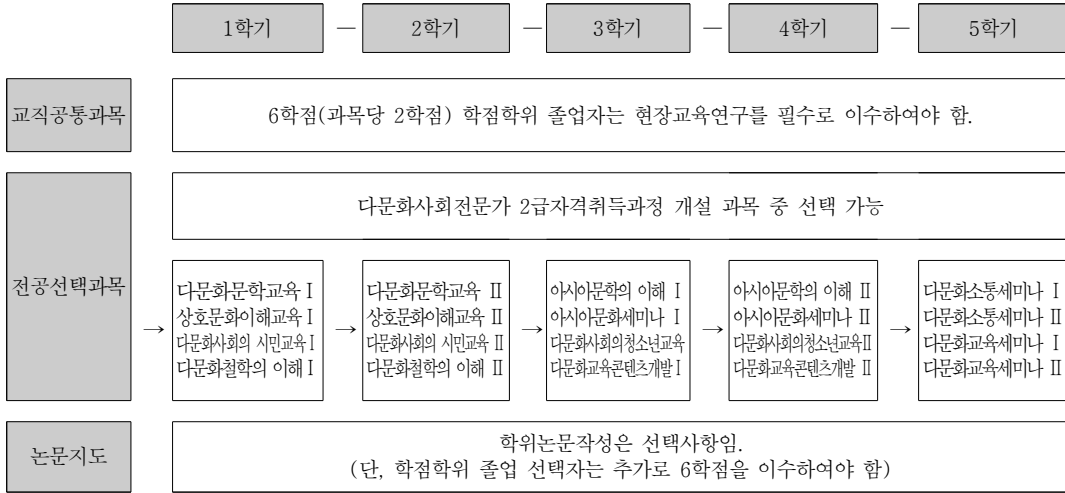 1학기 — 2학기 — 3학기 — 4학기 — 5학기
교직공통과목
6학점(과목당 2학점) 학점학위 졸업자는 현장교육연구를 필수로 이수하여야 함.
전공선택과목
다문화사회전문가 2급자격취득과정 개설 과목 중 선택 가능
→
다문화문학교육 Ⅰ
상호문화이해교육 Ⅰ
다문화사회의 시민교육 Ⅰ
다문화철학의 이해 Ⅰ
→
다문화문학교육 Ⅱ
상호문화이해교육 Ⅱ
다문화사회의 시민교육 Ⅱ
다문화철학의 이해 Ⅱ
→
아시아문학의 이해 Ⅰ
아시아문화세미나 Ⅰ
다문화사회의청소년교육
다문화교육콘텐츠개발 Ⅰ
→
아시아문학의 이해 Ⅱ
아시아문화세미나 Ⅱ
다문화사회의청소년교육Ⅱ
다문화교육콘텐츠개발 Ⅱ
→
다문화소통세미나 Ⅰ
다문화소통세미나 Ⅱ
다문화교육세미나 Ⅰ
다문화교육세미나 Ⅱ
논문지도
학위논문작성은 선택사항임.
(단, 학점학위 졸업 선택자는 추가로 6학점을 이수하여야 함)